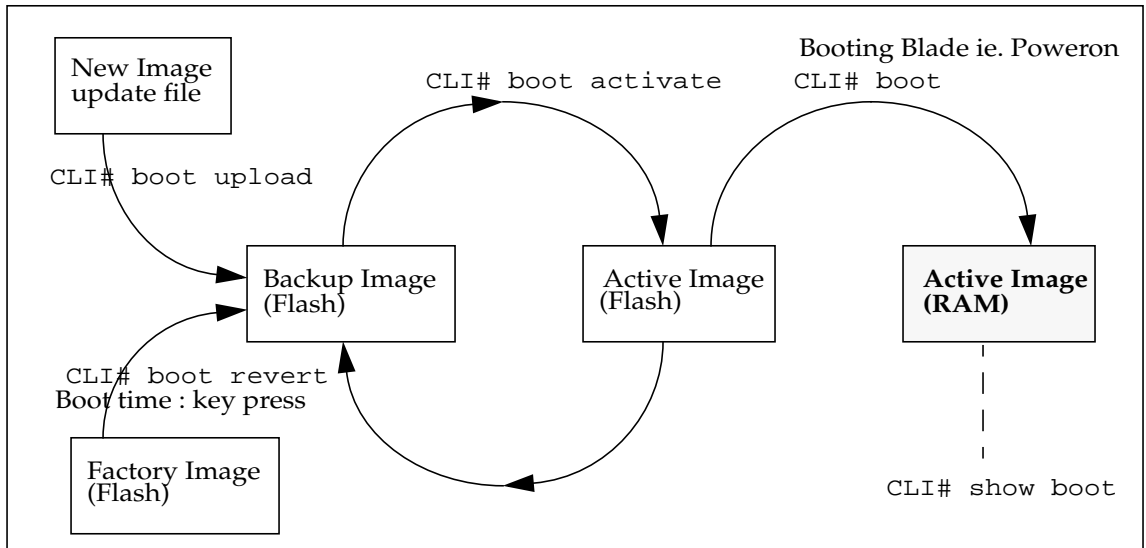 New Image
update file
CLI# boot upload
CLI# boot activate
Booting Blade ie. Poweron
CLI# boot
Backup Image
(Flash)
Active Image
(Flash)
Active Image
(RAM)
CLI# boot revert
Boot time : key press
Factory Image
(Flash)
CLI# show boot